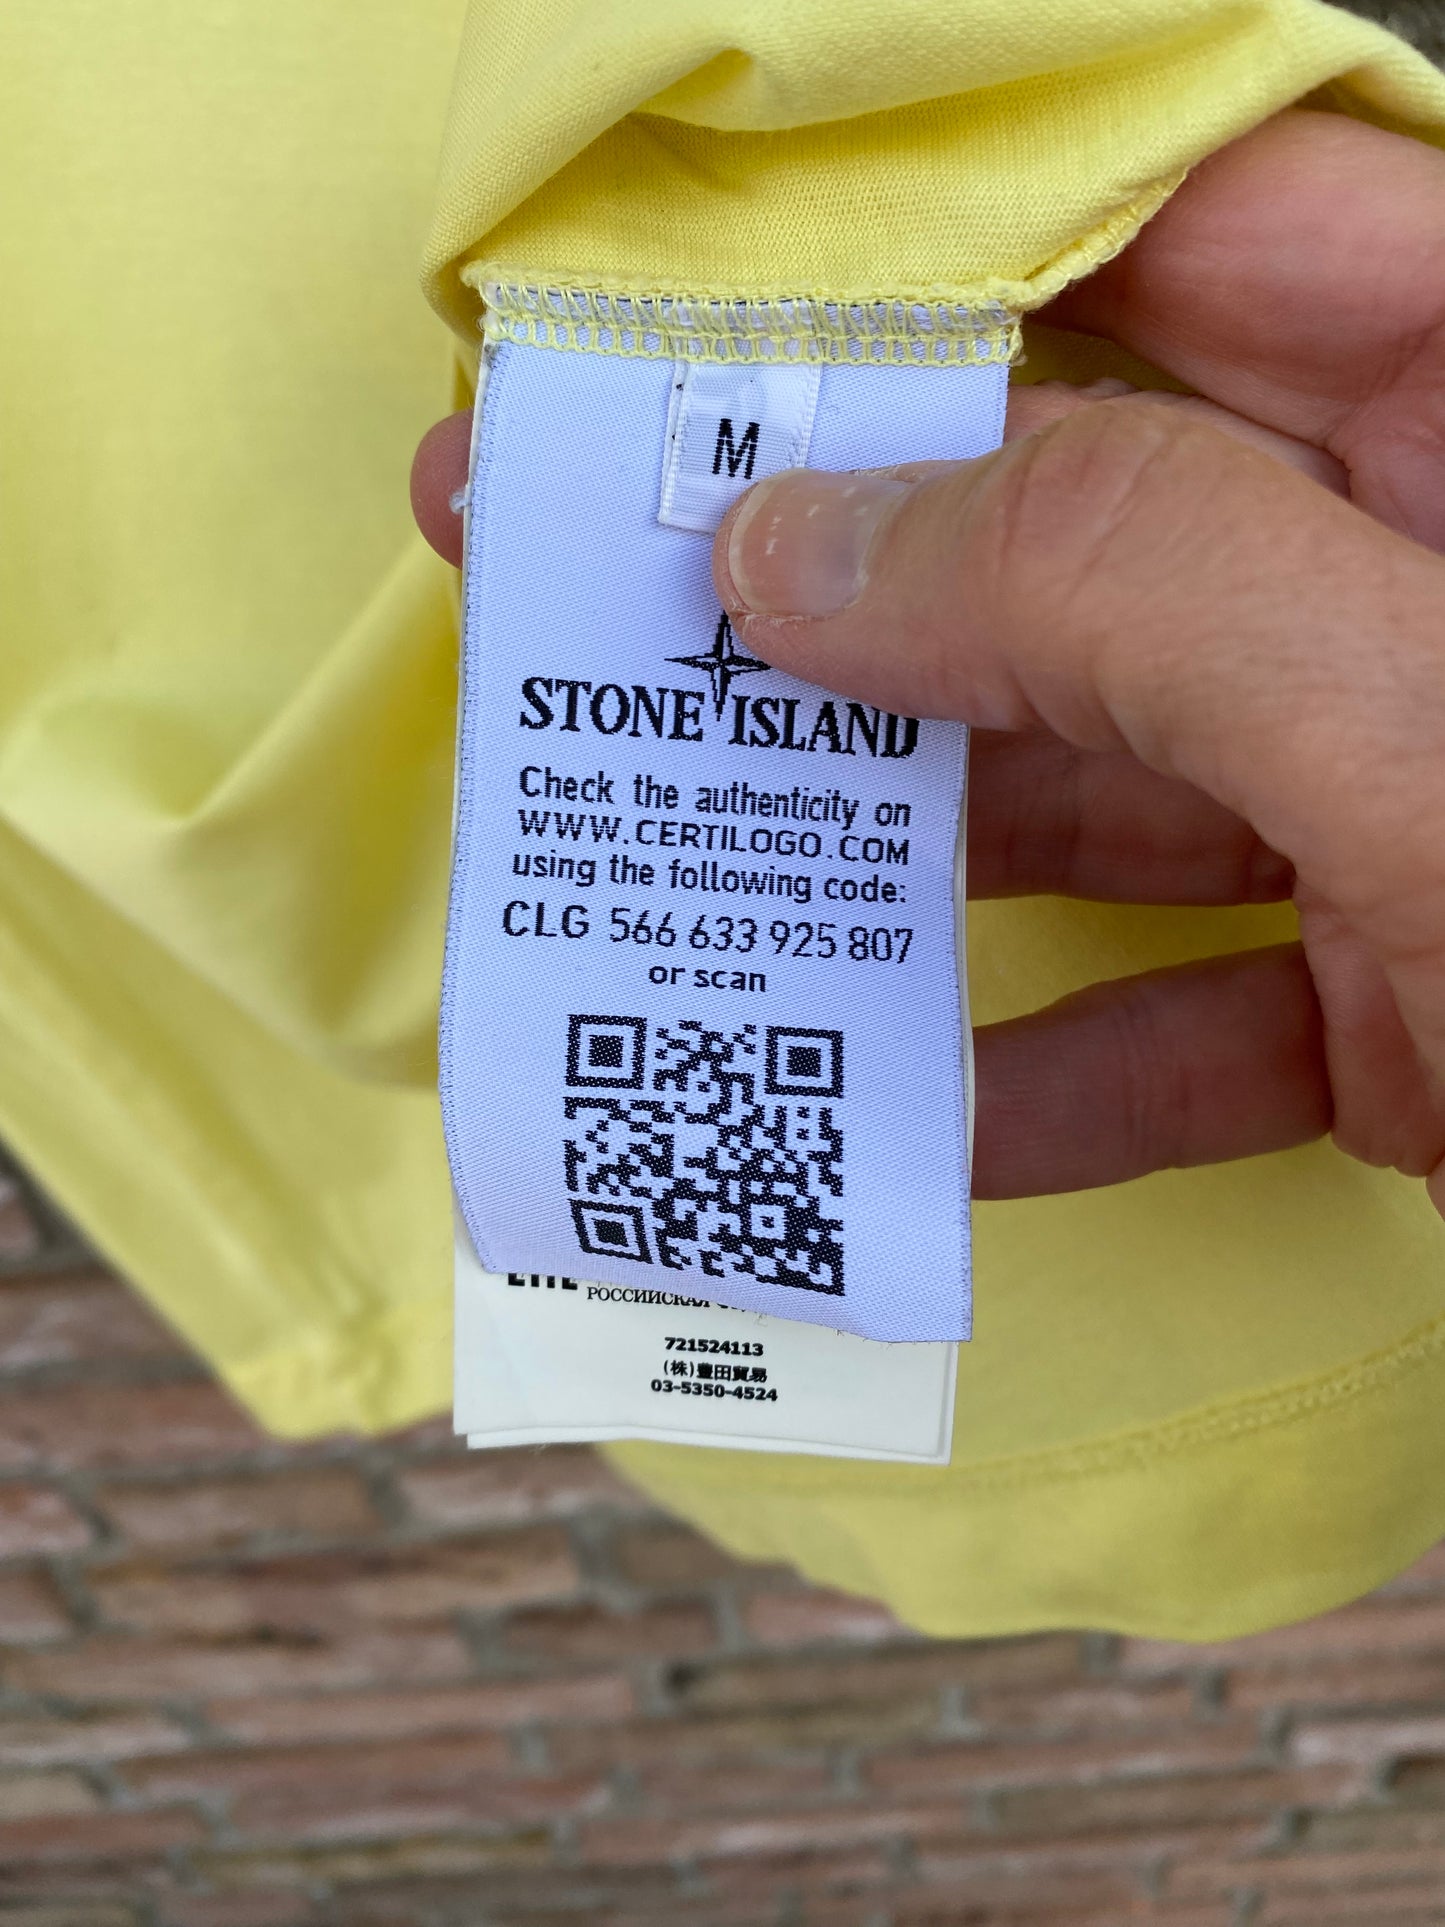 M
STONE ISLAND
Check the authenticity on
WWW.CERTILOGO.COM
using the following code:
CLG 566 633 925 807
or scan
РОССИЙСКАЯ
721524113
(株)豊田貿易
03-5350-4524